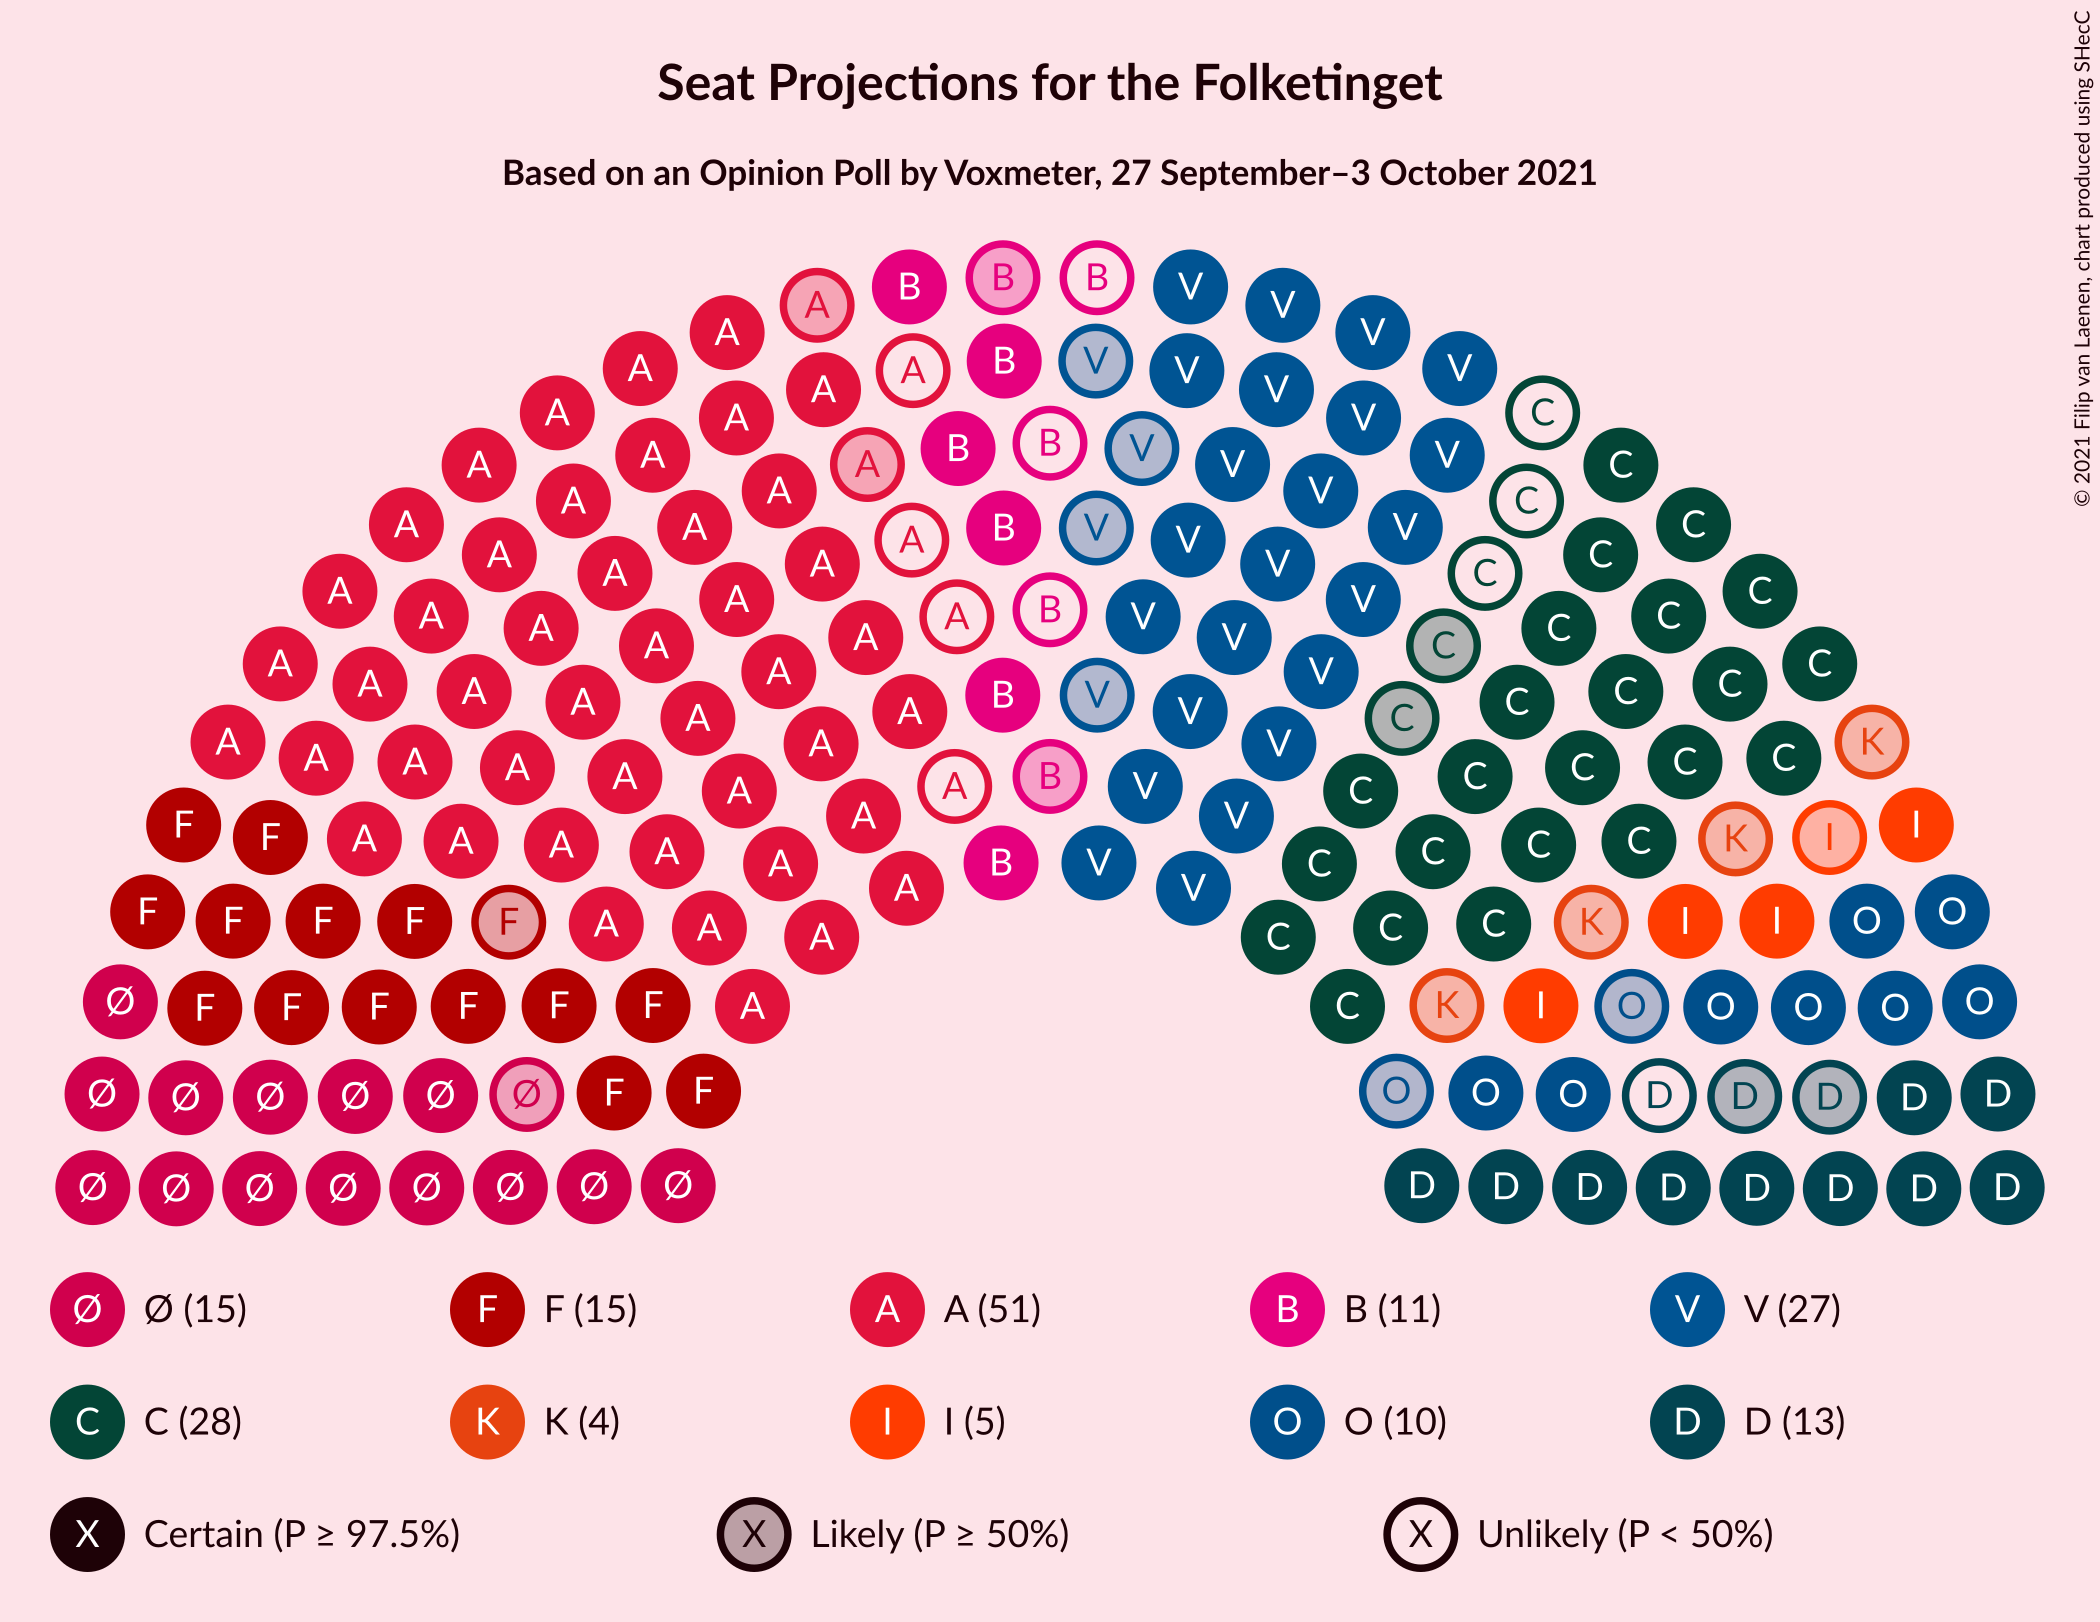 Seat Projections for the Folketinget
Based on an Opinion Poll by Voxmeter, 27 September–3 October 2021
© 2021 Filip van Laenen, chart produced using SHecC
B B B V
A V
A V
A B V V V V
A A A C
A A B B V V V C
A A A V V C
A A A A C C
A A A B V V V C
A A A A V C C
A A A A B V V V C C
A A A A C C
A A A A V C C
A A A B V V C C C
A A A A V C C K
A A A A A A B V V C C C C C
F F A A A A A B V C C C C K I I
F F F F F A A A A V C C C K I I O O
Ø F F F F F F A C K I O O O O O
Ø Ø Ø Ø Ø Ø F F O O O D D D D D
Ø Ø Ø Ø Ø Ø Ø Ø D D D D D D D D
Ø Ø (15) F F (15) A A (51) B B (11) V V (27)
C C (28) K K (4) I I (5) O O (10) D D (13)
X Certain (P ≥ 97.5%) X Likely (P ≥ 50%) X Unlikely (P < 50%)